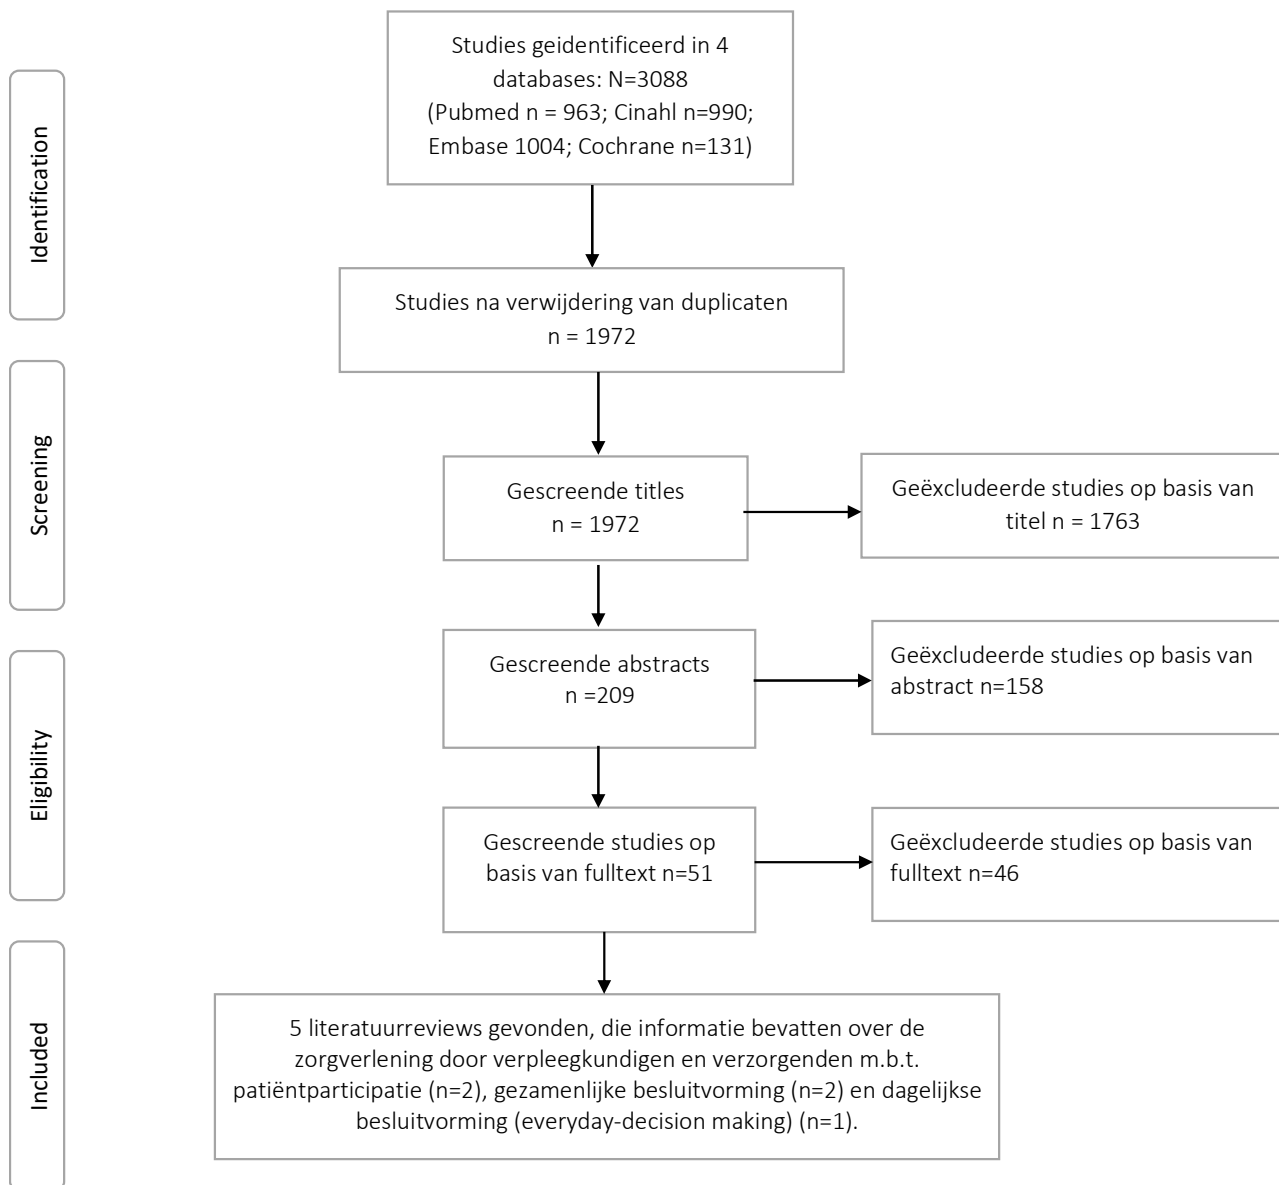 Identification
Studies geidentificeerd in 4
databases: N=3088
(Pubmed n = 963; Cinahl n=990;
Embase 1004; Cochrane n=131)
Studies na verwijdering van duplicaten
n = 1972
Screening
Gescreende titles
n = 1972
Geëxcludeerde studies op basis van
titel n = 1763
Eligibility
Gescreende abstracts
n =209
Geëxcludeerde studies op basis van
abstract n=158
Gescreende studies op
basis van fulltext n=51
Geëxcludeerde studies op basis van
fulltext n=46
Included
5 literatuurreviews gevonden, die informatie bevatten over de
zorgverlening door verpleegkundigen en verzorgenden m.b.t.
patiëntparticipatie (n=2), gezamenlijke besluitvorming (n=2) en dagelijkse
besluitvorming (everyday-decision making) (n=1).